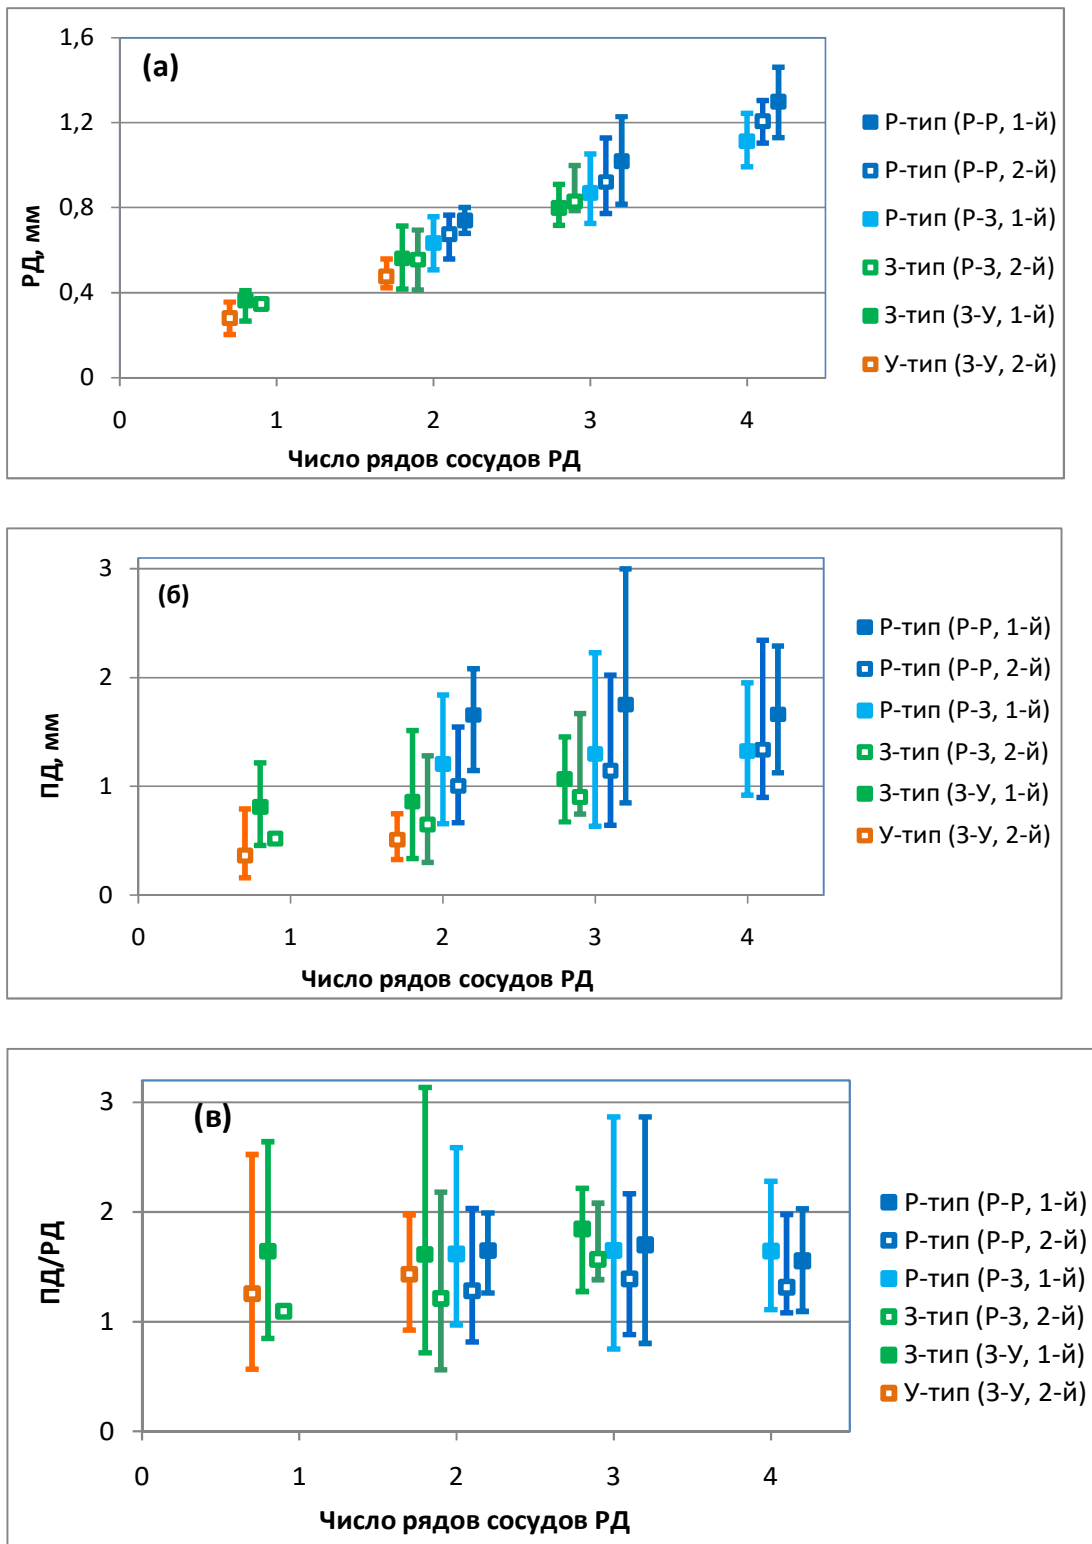 (а)
РД, мм
1,6
1,2
0,8
0,4
0
0 1 2 3 4
Число рядов сосудов РД
Р-тип (Р-Р, 1-й)
Р-тип (Р-Р, 2-й)
Р-тип (Р-З, 1-й)
З-тип (Р-З, 2-й)
З-тип (З-У, 1-й)
У-тип (З-У, 2-й)
(б)
ПД, мм
3
2
1
0
0 1 2 3 4
Число рядов сосудов РД
Р-тип (Р-Р, 1-й)
Р-тип (Р-Р, 2-й)
Р-тип (Р-З, 1-й)
З-тип (Р-З, 2-й)
З-тип (З-У, 1-й)
У-тип (З-У, 2-й)
(в)
ПД/РД
3
2
1
0
0 1 2 3 4
Число рядов сосудов РД
Р-тип (Р-Р, 1-й)
Р-тип (Р-Р, 2-й)
Р-тип (Р-З, 1-й)
З-тип (Р-З, 2-й)
З-тип (З-У, 1-й)
У-тип (З-У, 2-й)